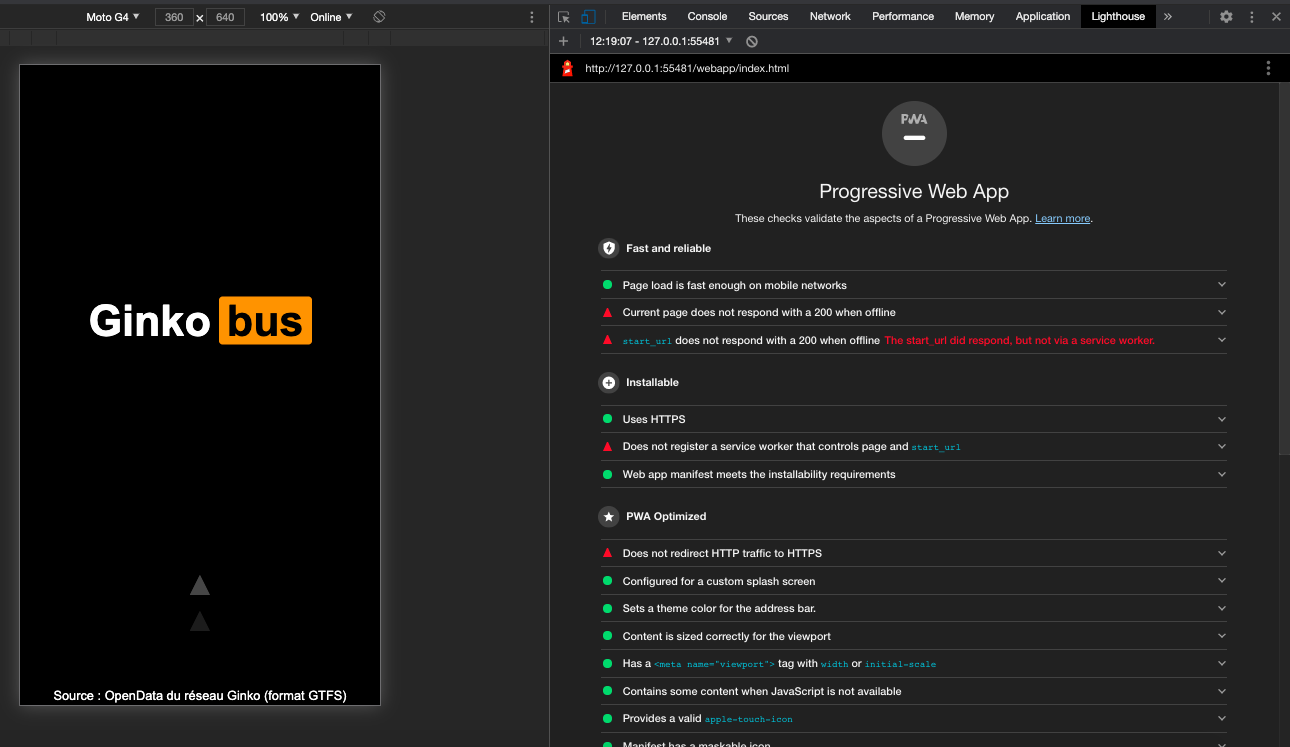 Moto G4 360 × 640 100% Online
Elements Console Sources Network Performance Memory Application Lighthouse »
+ 12:19:07 - 127.0.0.1:55481
http://127.0.0.1:55481/webapp/index.html
Ginko bus
Source : OpenData du réseau Ginko (format GTFS)
PWA
Progressive Web App
These checks validate the aspects of a Progressive Web App. Learn more.
Fast and reliable
Page load is fast enough on mobile networks
Current page does not respond with a 200 when offline
start_url does not respond with a 200 when offline The start_url did respond, but not via a service worker.
Installable
Uses HTTPS
Does not register a service worker that controls page and start_url
Web app manifest meets the installability requirements
PWA Optimized
Does not redirect HTTP traffic to HTTPS
Configured for a custom splash screen
Sets a theme color for the address bar.
Content is sized correctly for the viewport
Has a <meta name="viewport"> tag with width or initial-scale
Contains some content when JavaScript is not available
Provides a valid apple-touch-icon
Manifest has a maskable icon